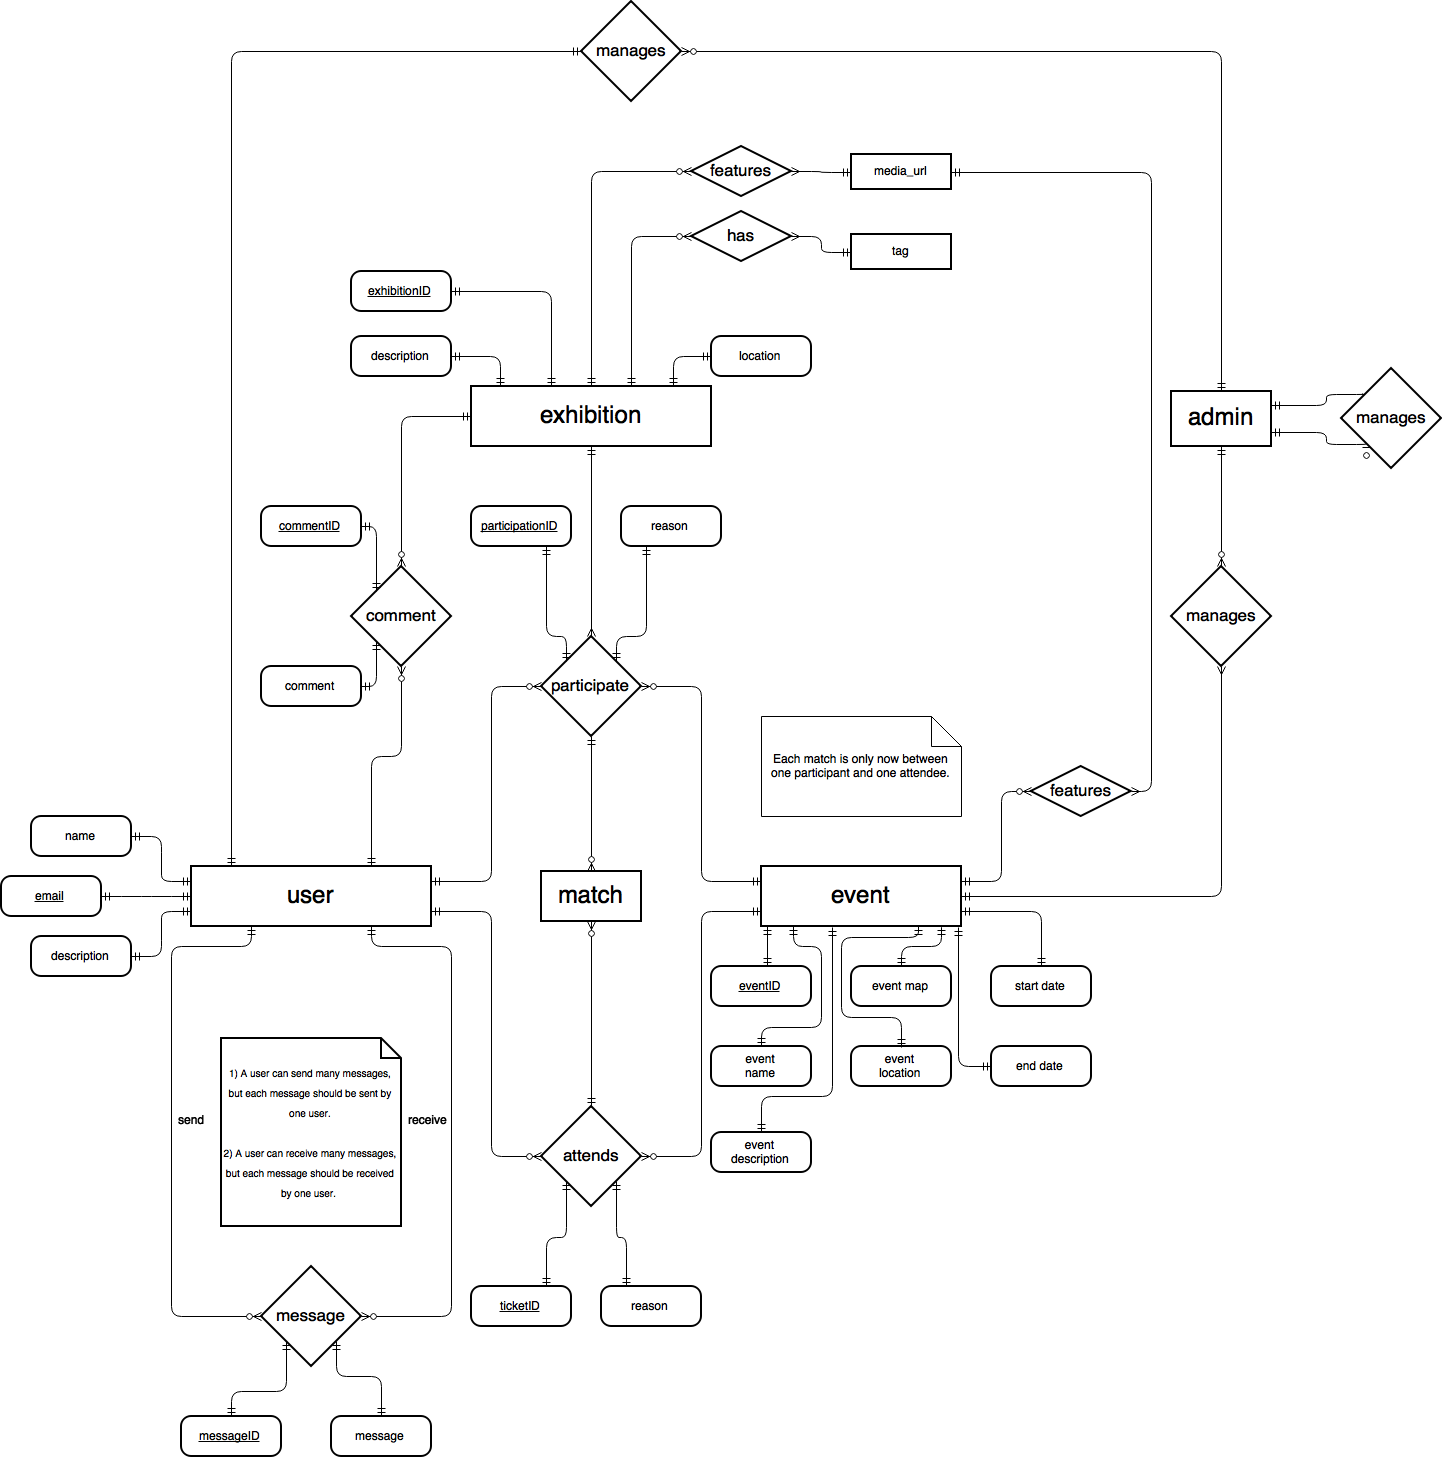 manages
features
media_url
has
tag
exhibitionID
description
location
exhibition
admin
manages
commentID
participationID
reason
comment
manages
comment
participate
Each match is only now between
one participant and one attendee.
features
name
user
match
event
email
description
eventID
event map
start date
event
name
event
location
end date
1) A user can send many messages,
but each message should be sent by
one user.
send
receive
2) A user can receive many messages,
but each message should be received
by one user.
event
description
attends
ticketID
reason
message
messageID
message